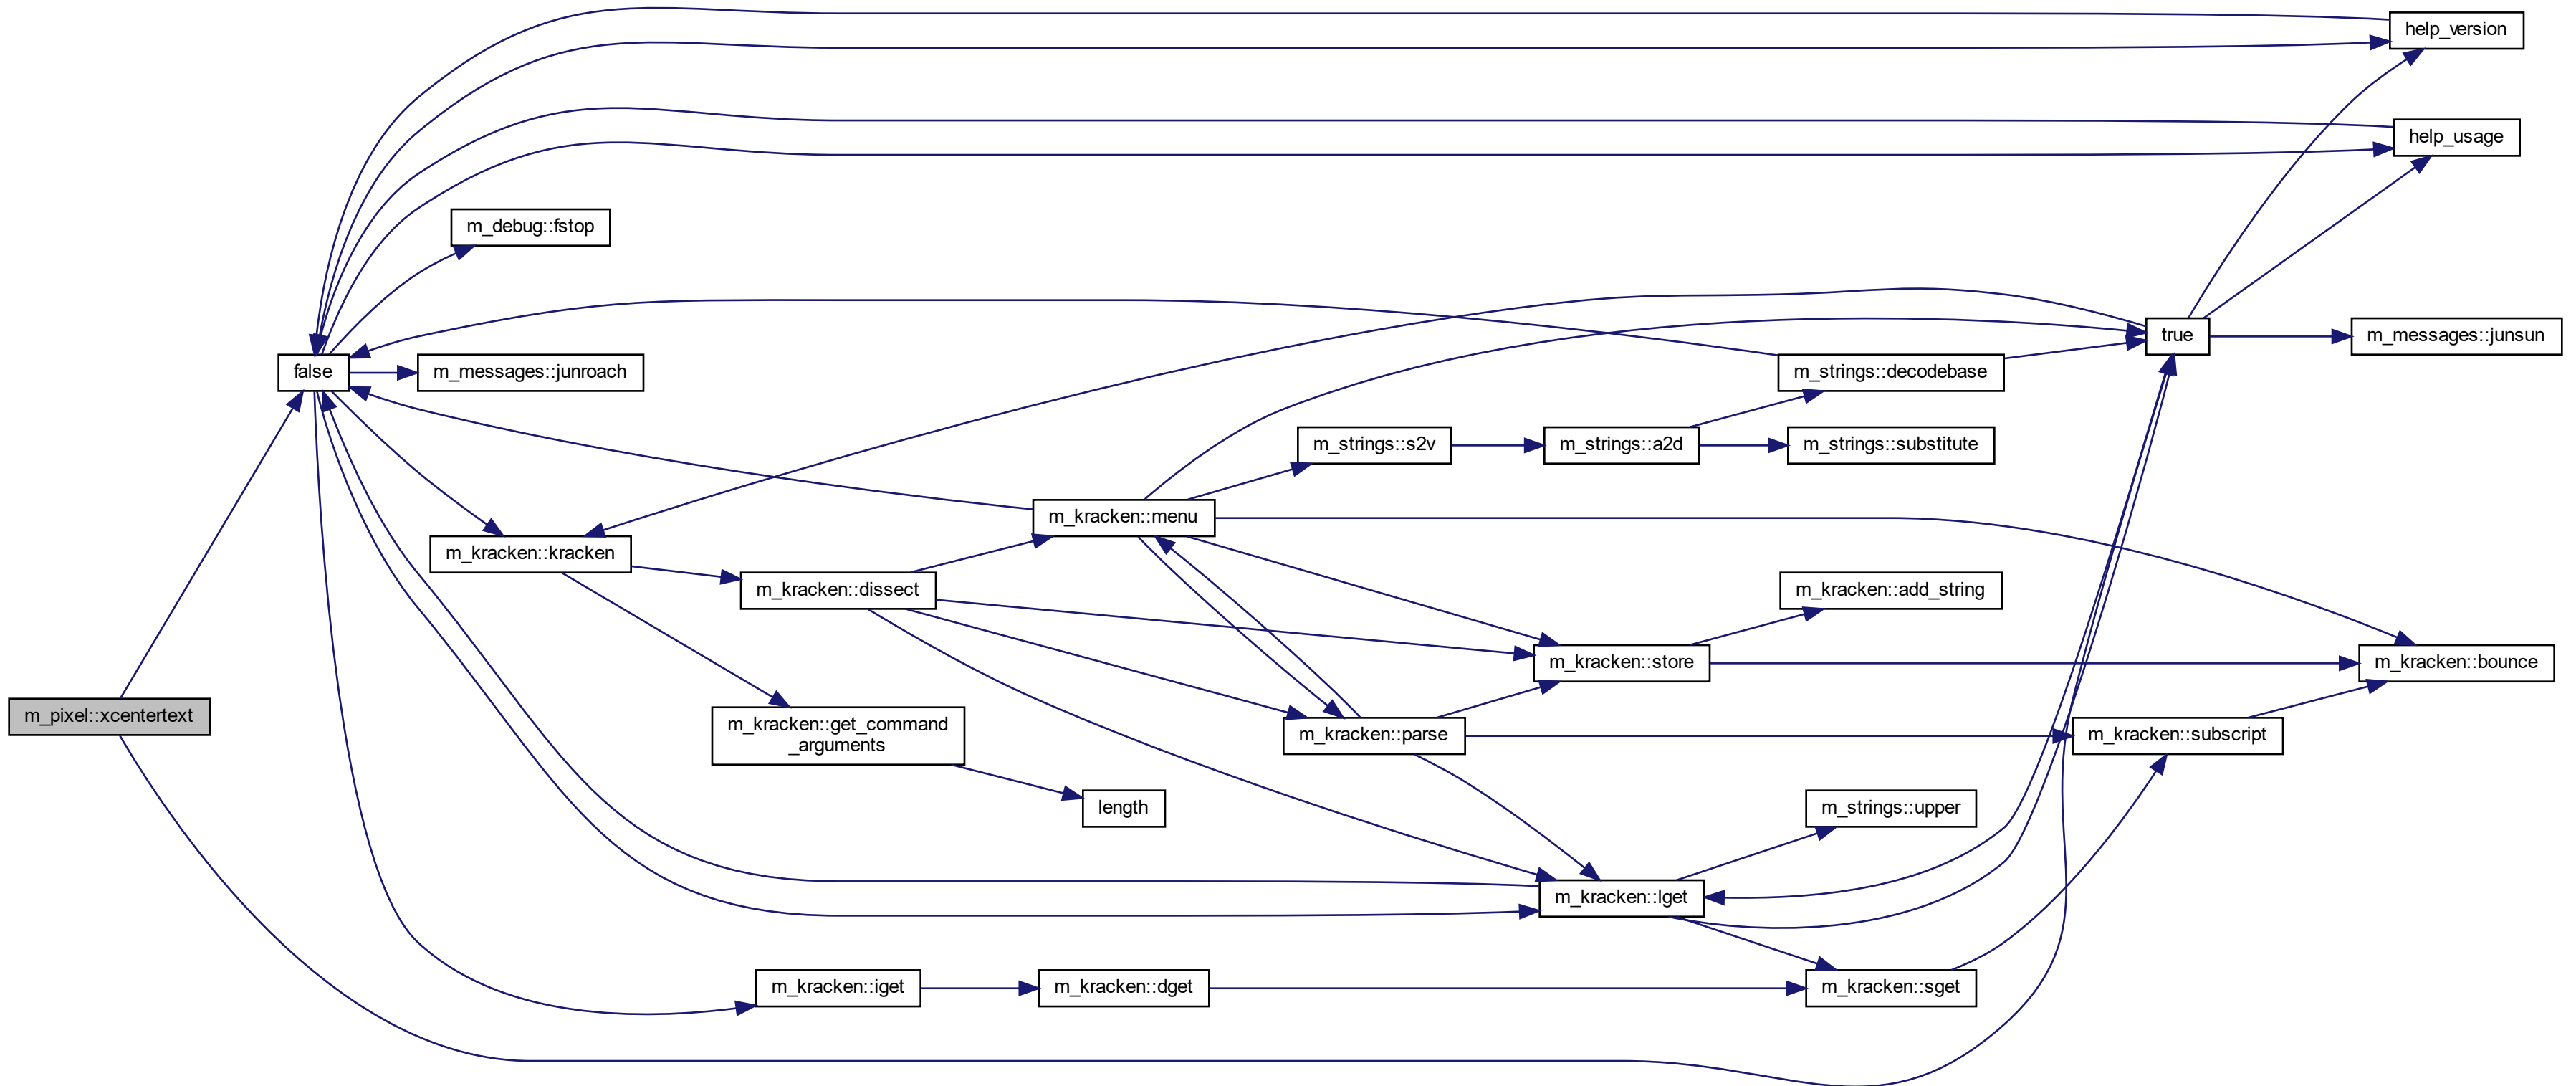 help_version
help_usage
m_debug::fstop
true
m_messages::junsun
false
m_messages::junroach
m_strings::decodebase
m_strings::s2v
m_strings::a2d
m_strings::substitute
m_kracken::menu
m_kracken::kracken
m_kracken::dissect
m_kracken::add_string
m_kracken::store
m_kracken::bounce
m_pixel::xcentertext
m_kracken::get_command
_arguments
m_kracken::parse
m_kracken::subscript
length
m_strings::upper
m_kracken::lget
m_kracken::iget
m_kracken::dget
m_kracken::sget